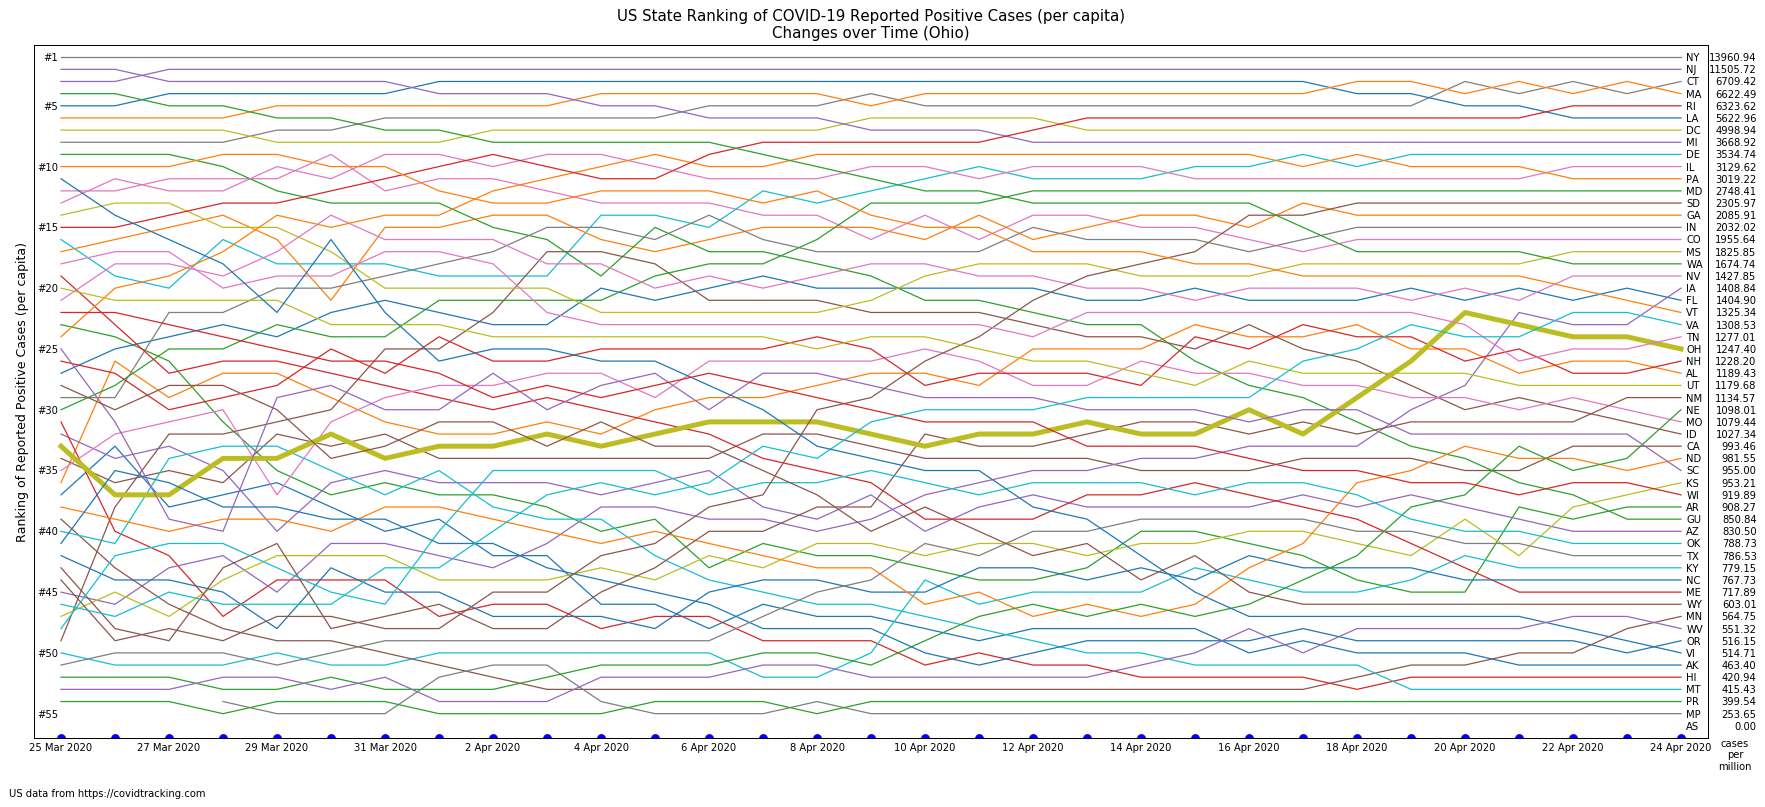 US State Ranking of COVID-19 Reported Positive Cases (per capita)
Changes over Time (Ohio)
Ranking of Reported Positive Cases (per capita)
#1
#5
#10
#15
#20
#25
#30
#35
#40
#45
#50
#55
NY 13960.94
NJ 11505.72
CT 6709.42
MA 6622.49
RI 6323.62
LA 5622.96
DC 4998.94
MI 3668.92
DE 3534.74
IL 3129.62
PA 3019.22
MD 2748.41
SD 2305.97
GA 2085.91
IN 2032.02
CO 1955.64
MS 1825.85
WA 1674.74
NV 1427.85
IA 1408.84
FL 1404.90
VT 1325.34
VA 1308.53
TN 1277.01
OH 1247.40
NH 1228.20
AL 1189.43
UT 1179.68
NM 1134.57
NE 1098.01
MO 1079.44
ID 1027.34
CA 993.46
ND 981.55
SC 955.00
KS 953.21
WI 919.89
AR 908.27
GU 850.84
AZ 830.50
OK 788.73
TX 786.53
KY 779.15
NC 767.73
ME 717.89
WY 603.01
MN 564.75
WV 551.32
OR 516.15
VI 514.71
AK 463.40
HI 420.94
MT 415.43
PR 399.54
MP 253.65
AS 0.00
25 Mar 2020 27 Mar 2020 29 Mar 2020 31 Mar 2020 2 Apr 2020 4 Apr 2020 6 Apr 2020 8 Apr 2020 10 Apr 2020 12 Apr 2020 14 Apr 2020 16 Apr 2020 18 Apr 2020 20 Apr 2020 22 Apr 2020 24 Apr 2020
cases
per
million
US data from https://covidtracking.com